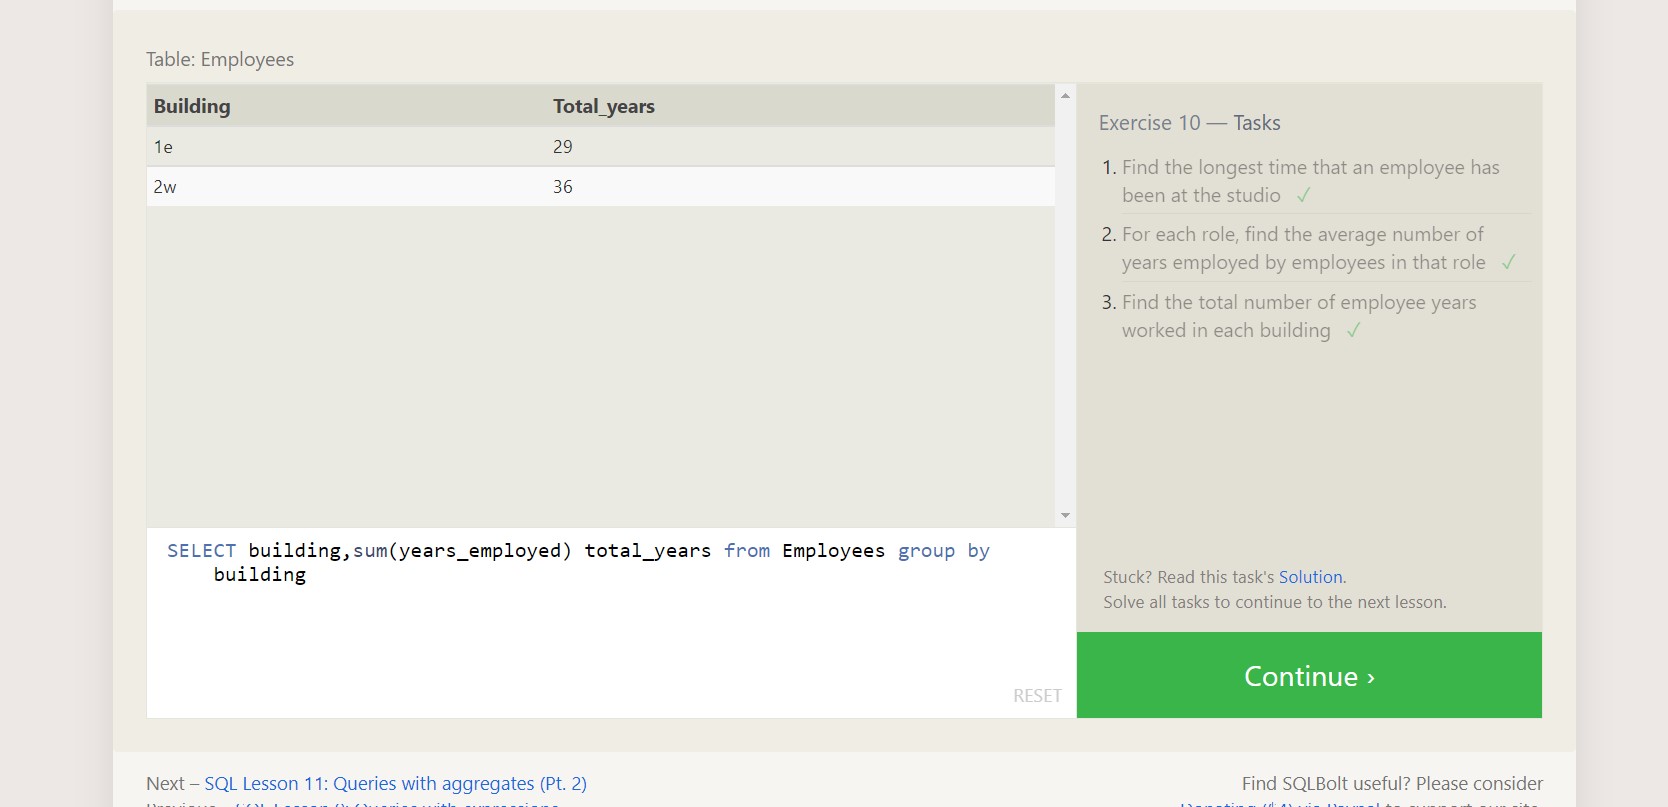 Table: Employees
Building Total_years
1e 29
2w 36
SELECT building,sum(years_employed) total_years from Employees group by
building
RESET
Exercise 10 — Tasks
1. Find the longest time that an employee has
been at the studio ✓
2. For each role, find the average number of
years employed by employees in that role ✓
3. Find the total number of employee years
worked in each building ✓
Stuck? Read this task's Solution.
Solve all tasks to continue to the next lesson.
Continue ›
Next – SQL Lesson 11: Queries with aggregates (Pt. 2)
Find SQLBolt useful? Please consider